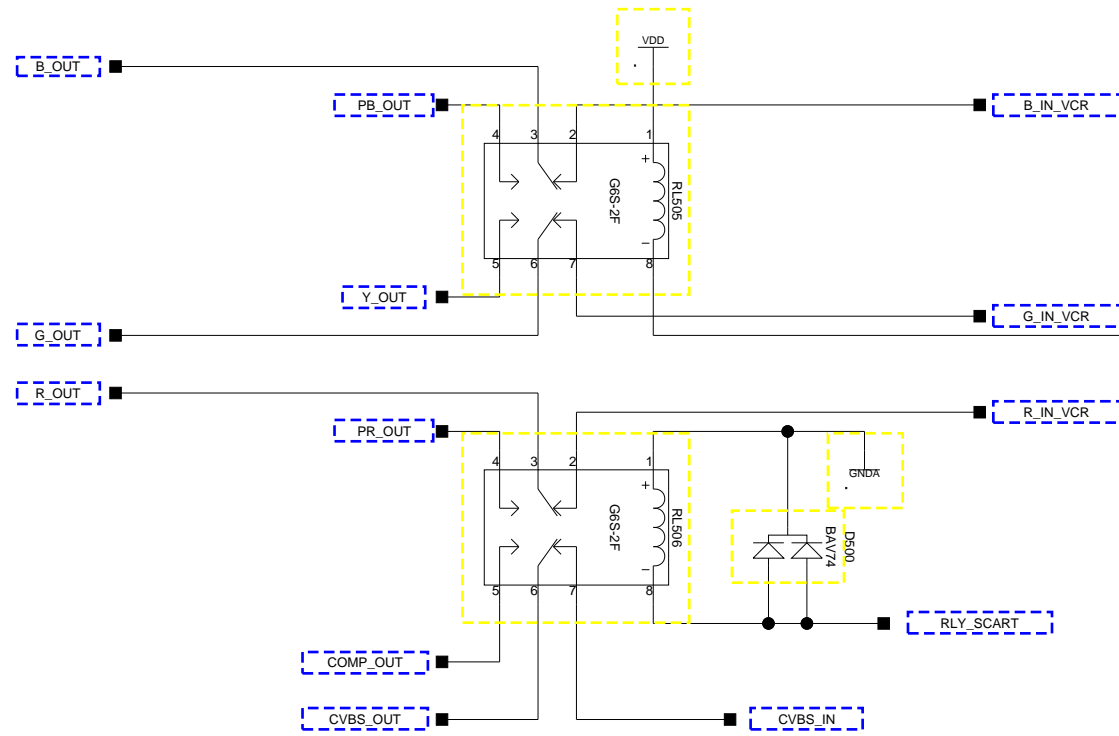 VDD
B_OUT
PB_OUT
B_IN_VCR
4 3 2 1
+
G6S-2F
RL505
−
5 6 7 8
Y_OUT
G_IN_VCR
G_OUT
R_OUT
R_IN_VCR
PR_OUT
4 3 2 1
GNDA
+
G6S-2F
RL506
D500
BAV74
−
5 6 7 8
RLY_SCART
COMP_OUT
CVBS_OUT
CVBS_IN